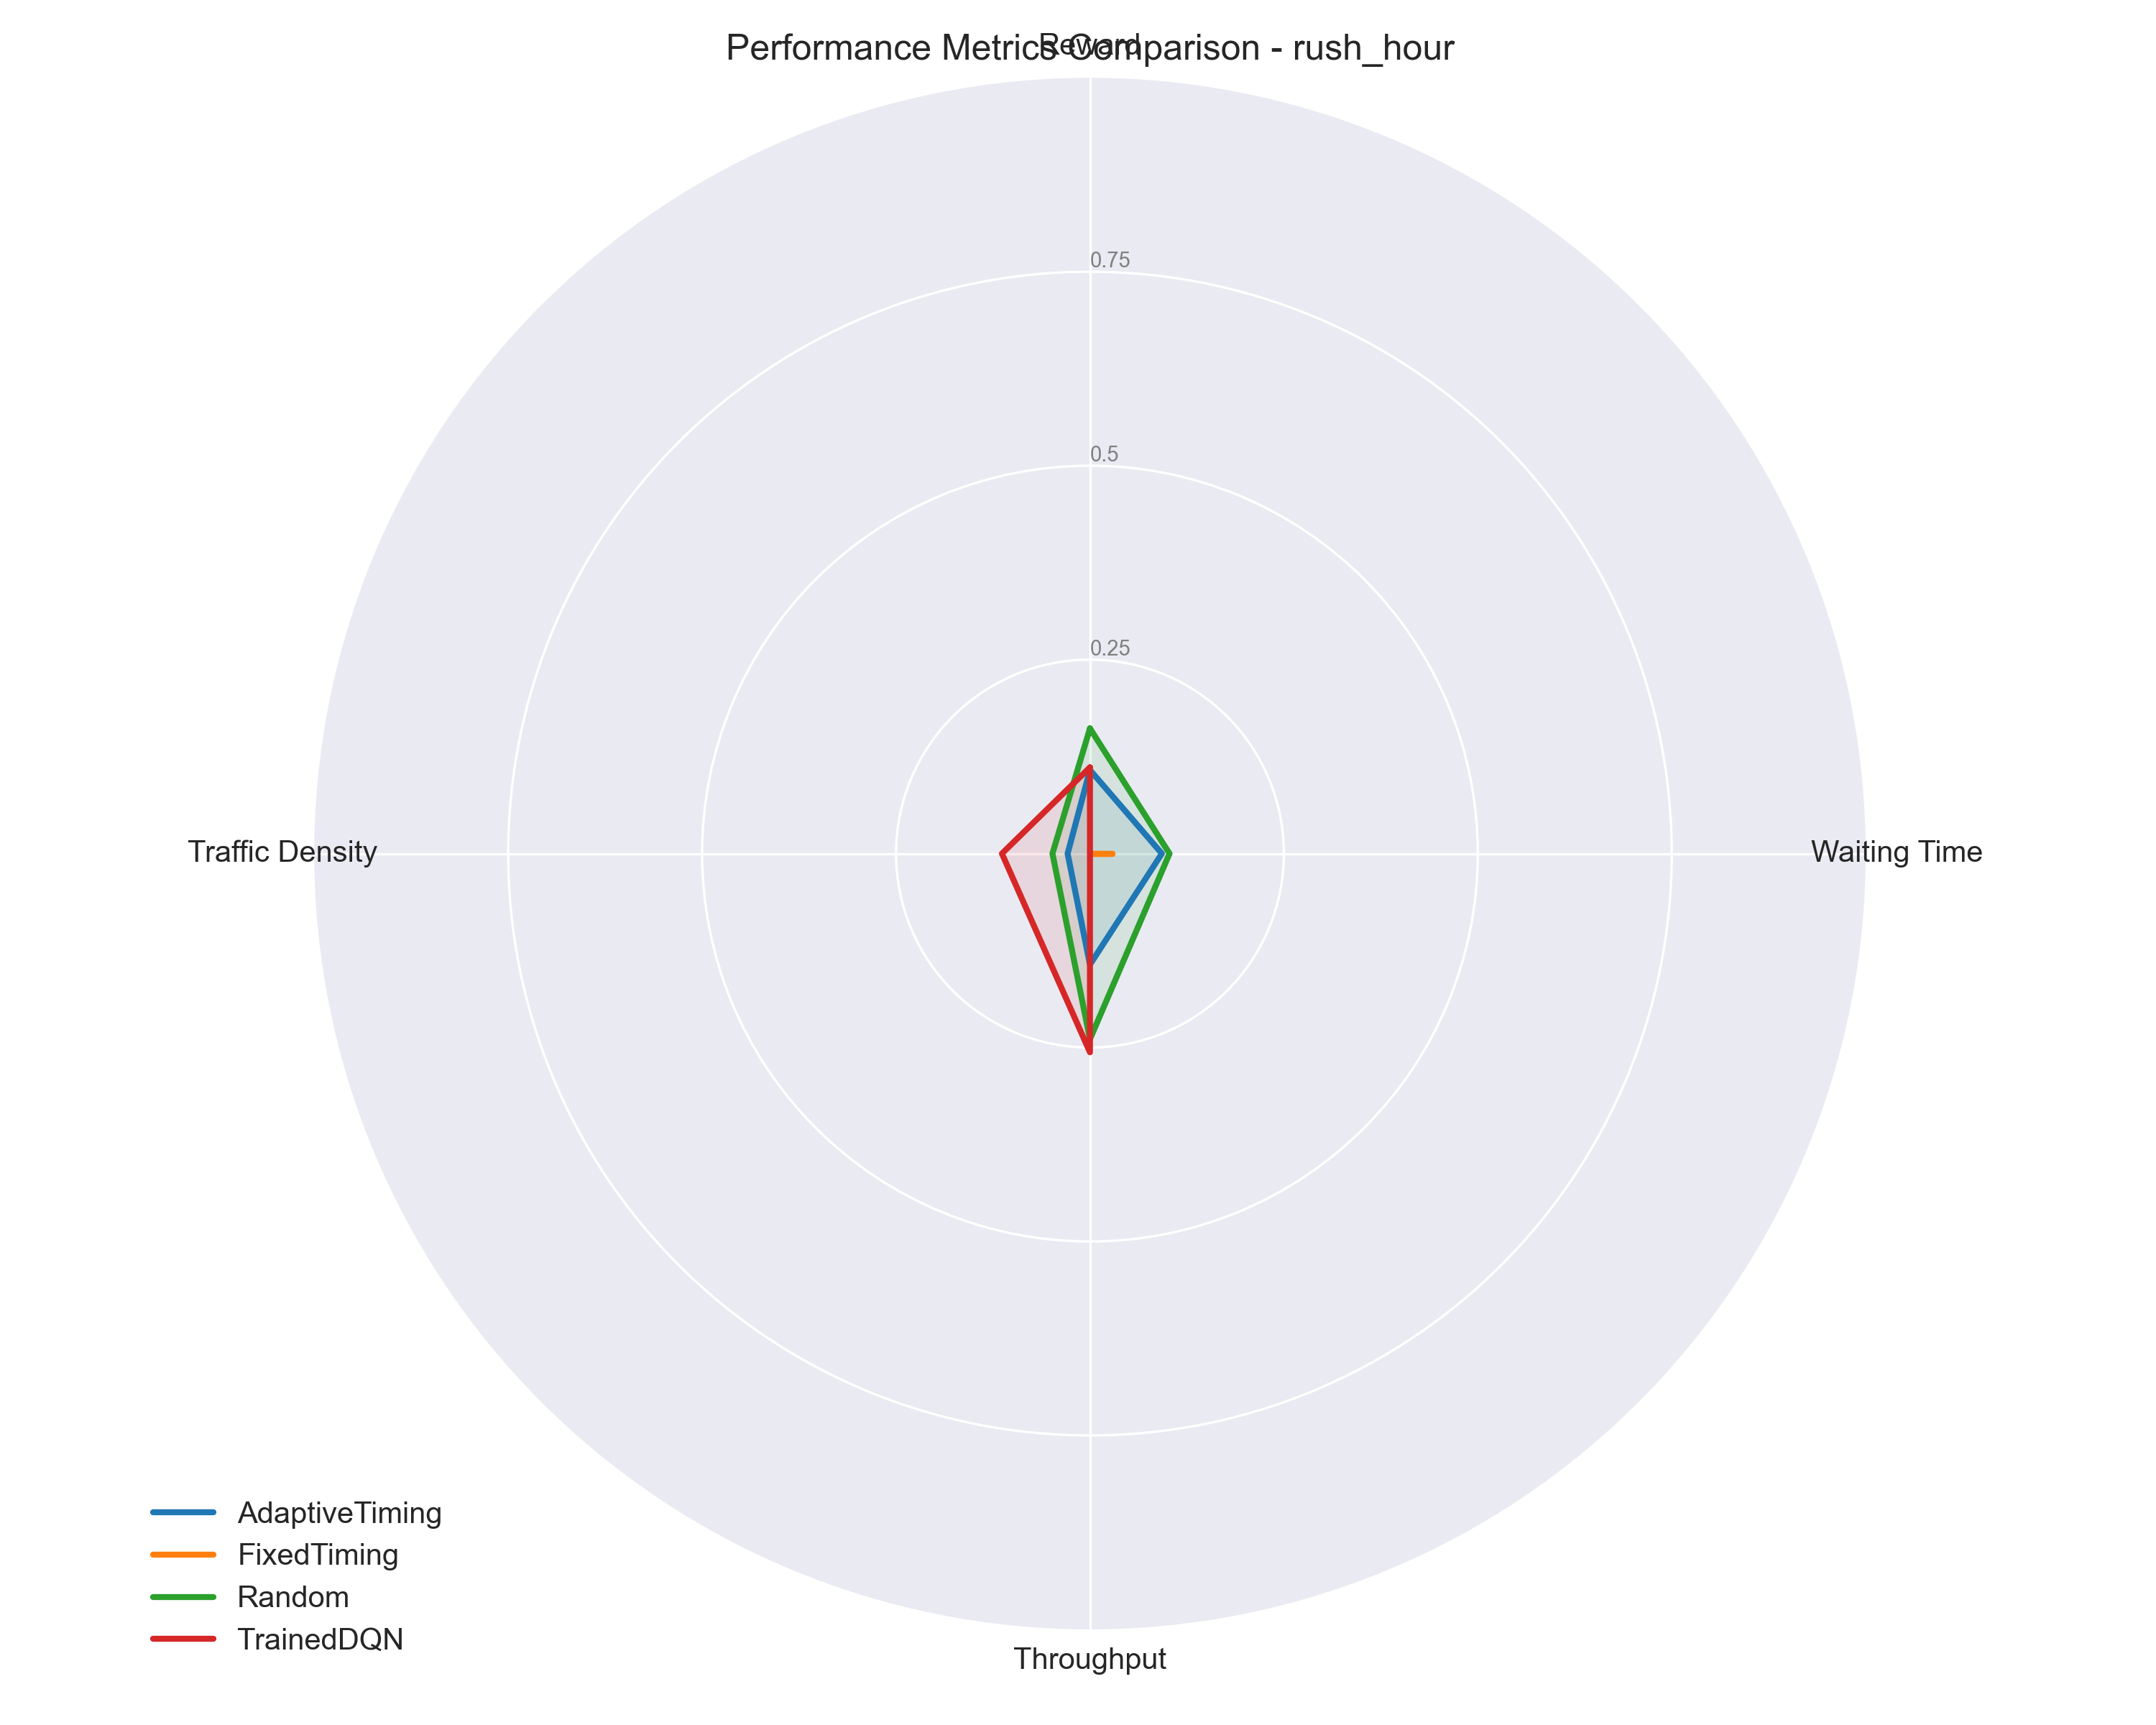 Performance Metrics Comparison - rush_hour
Reward
0.75
0.5
0.25
Traffic Density
Waiting Time
Throughput
AdaptiveTiming
FixedTiming
Random
TrainedDQN